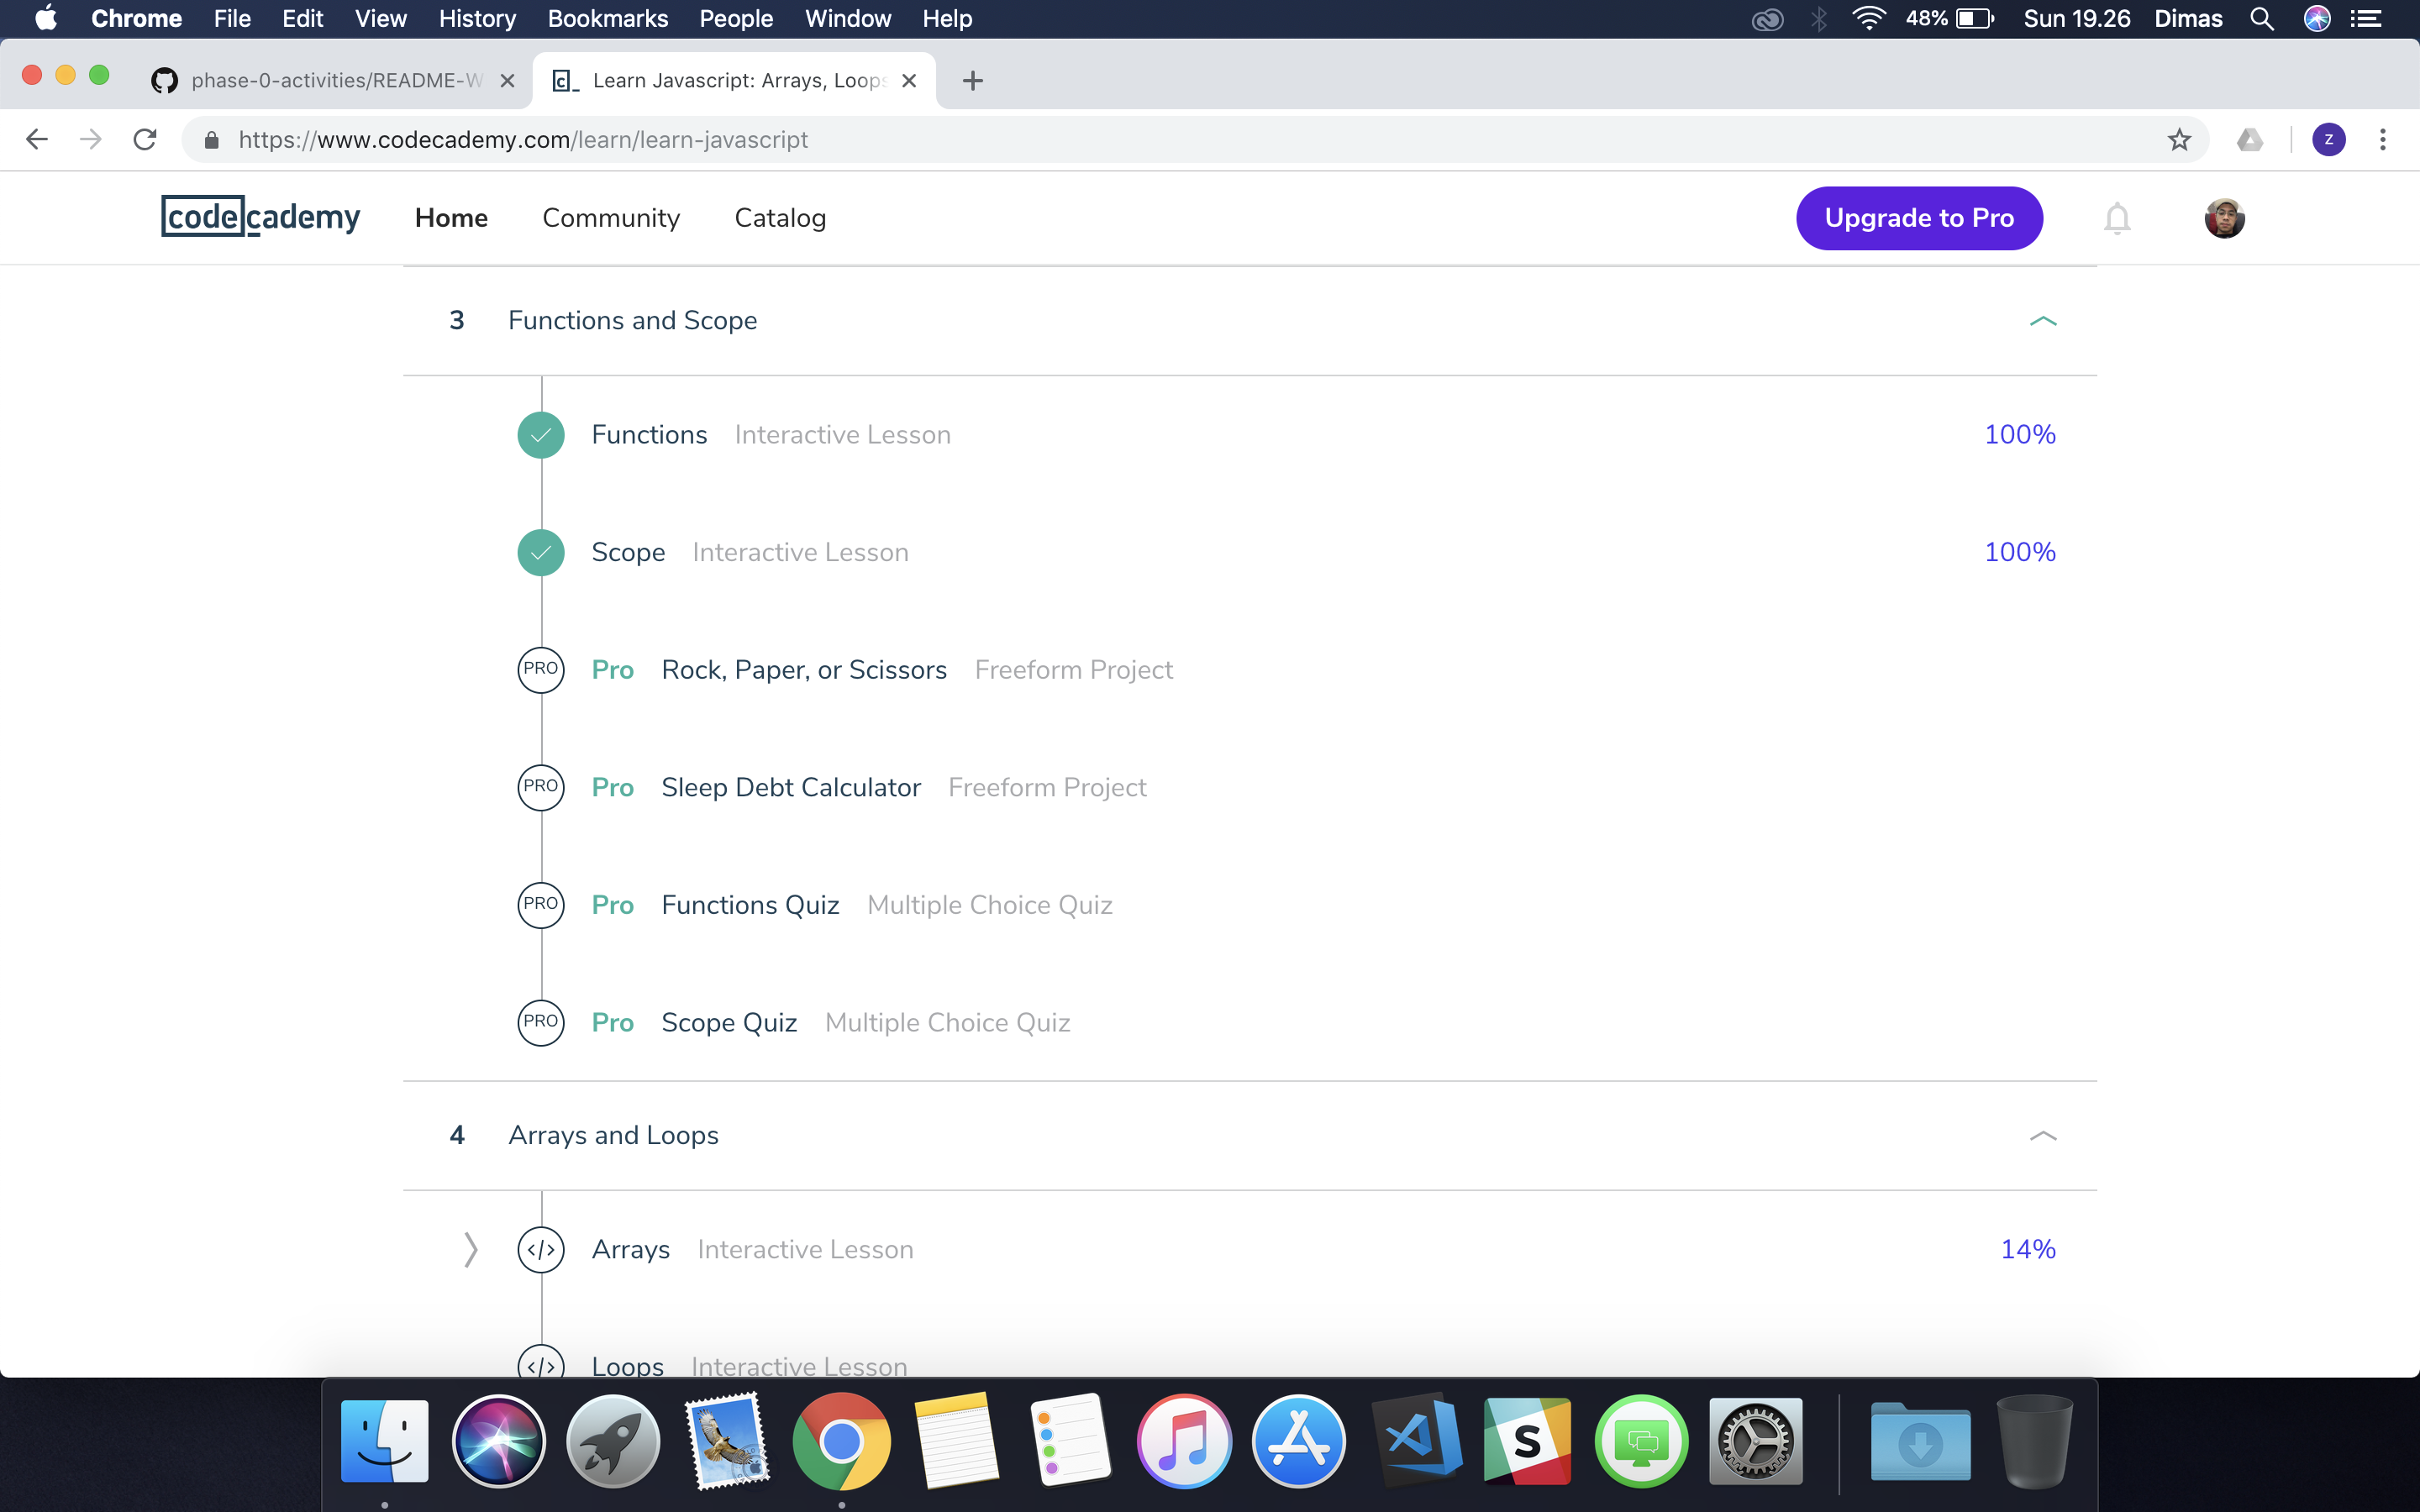 Chrome File Edit View History Bookmarks People Window Help 48% Sun 19.26 Dimas
phase-0-activities/README-W Learn Javascript: Arrays, Loops
https://www.codecademy.com/learn/learn-javascript Z
codecademy Home Community Catalog Upgrade to Pro
3 Functions and Scope
Functions Interactive Lesson 100%
Scope Interactive Lesson 100%
PRO Pro Rock, Paper, or Scissors Freeform Project
PRO Pro Sleep Debt Calculator Freeform Project
PRO Pro Functions Quiz Multiple Choice Quiz
PRO Pro Scope Quiz Multiple Choice Quiz
4 Arrays and Loops
</> Arrays Interactive Lesson 14%
</> Loops Interactive Lesson
S